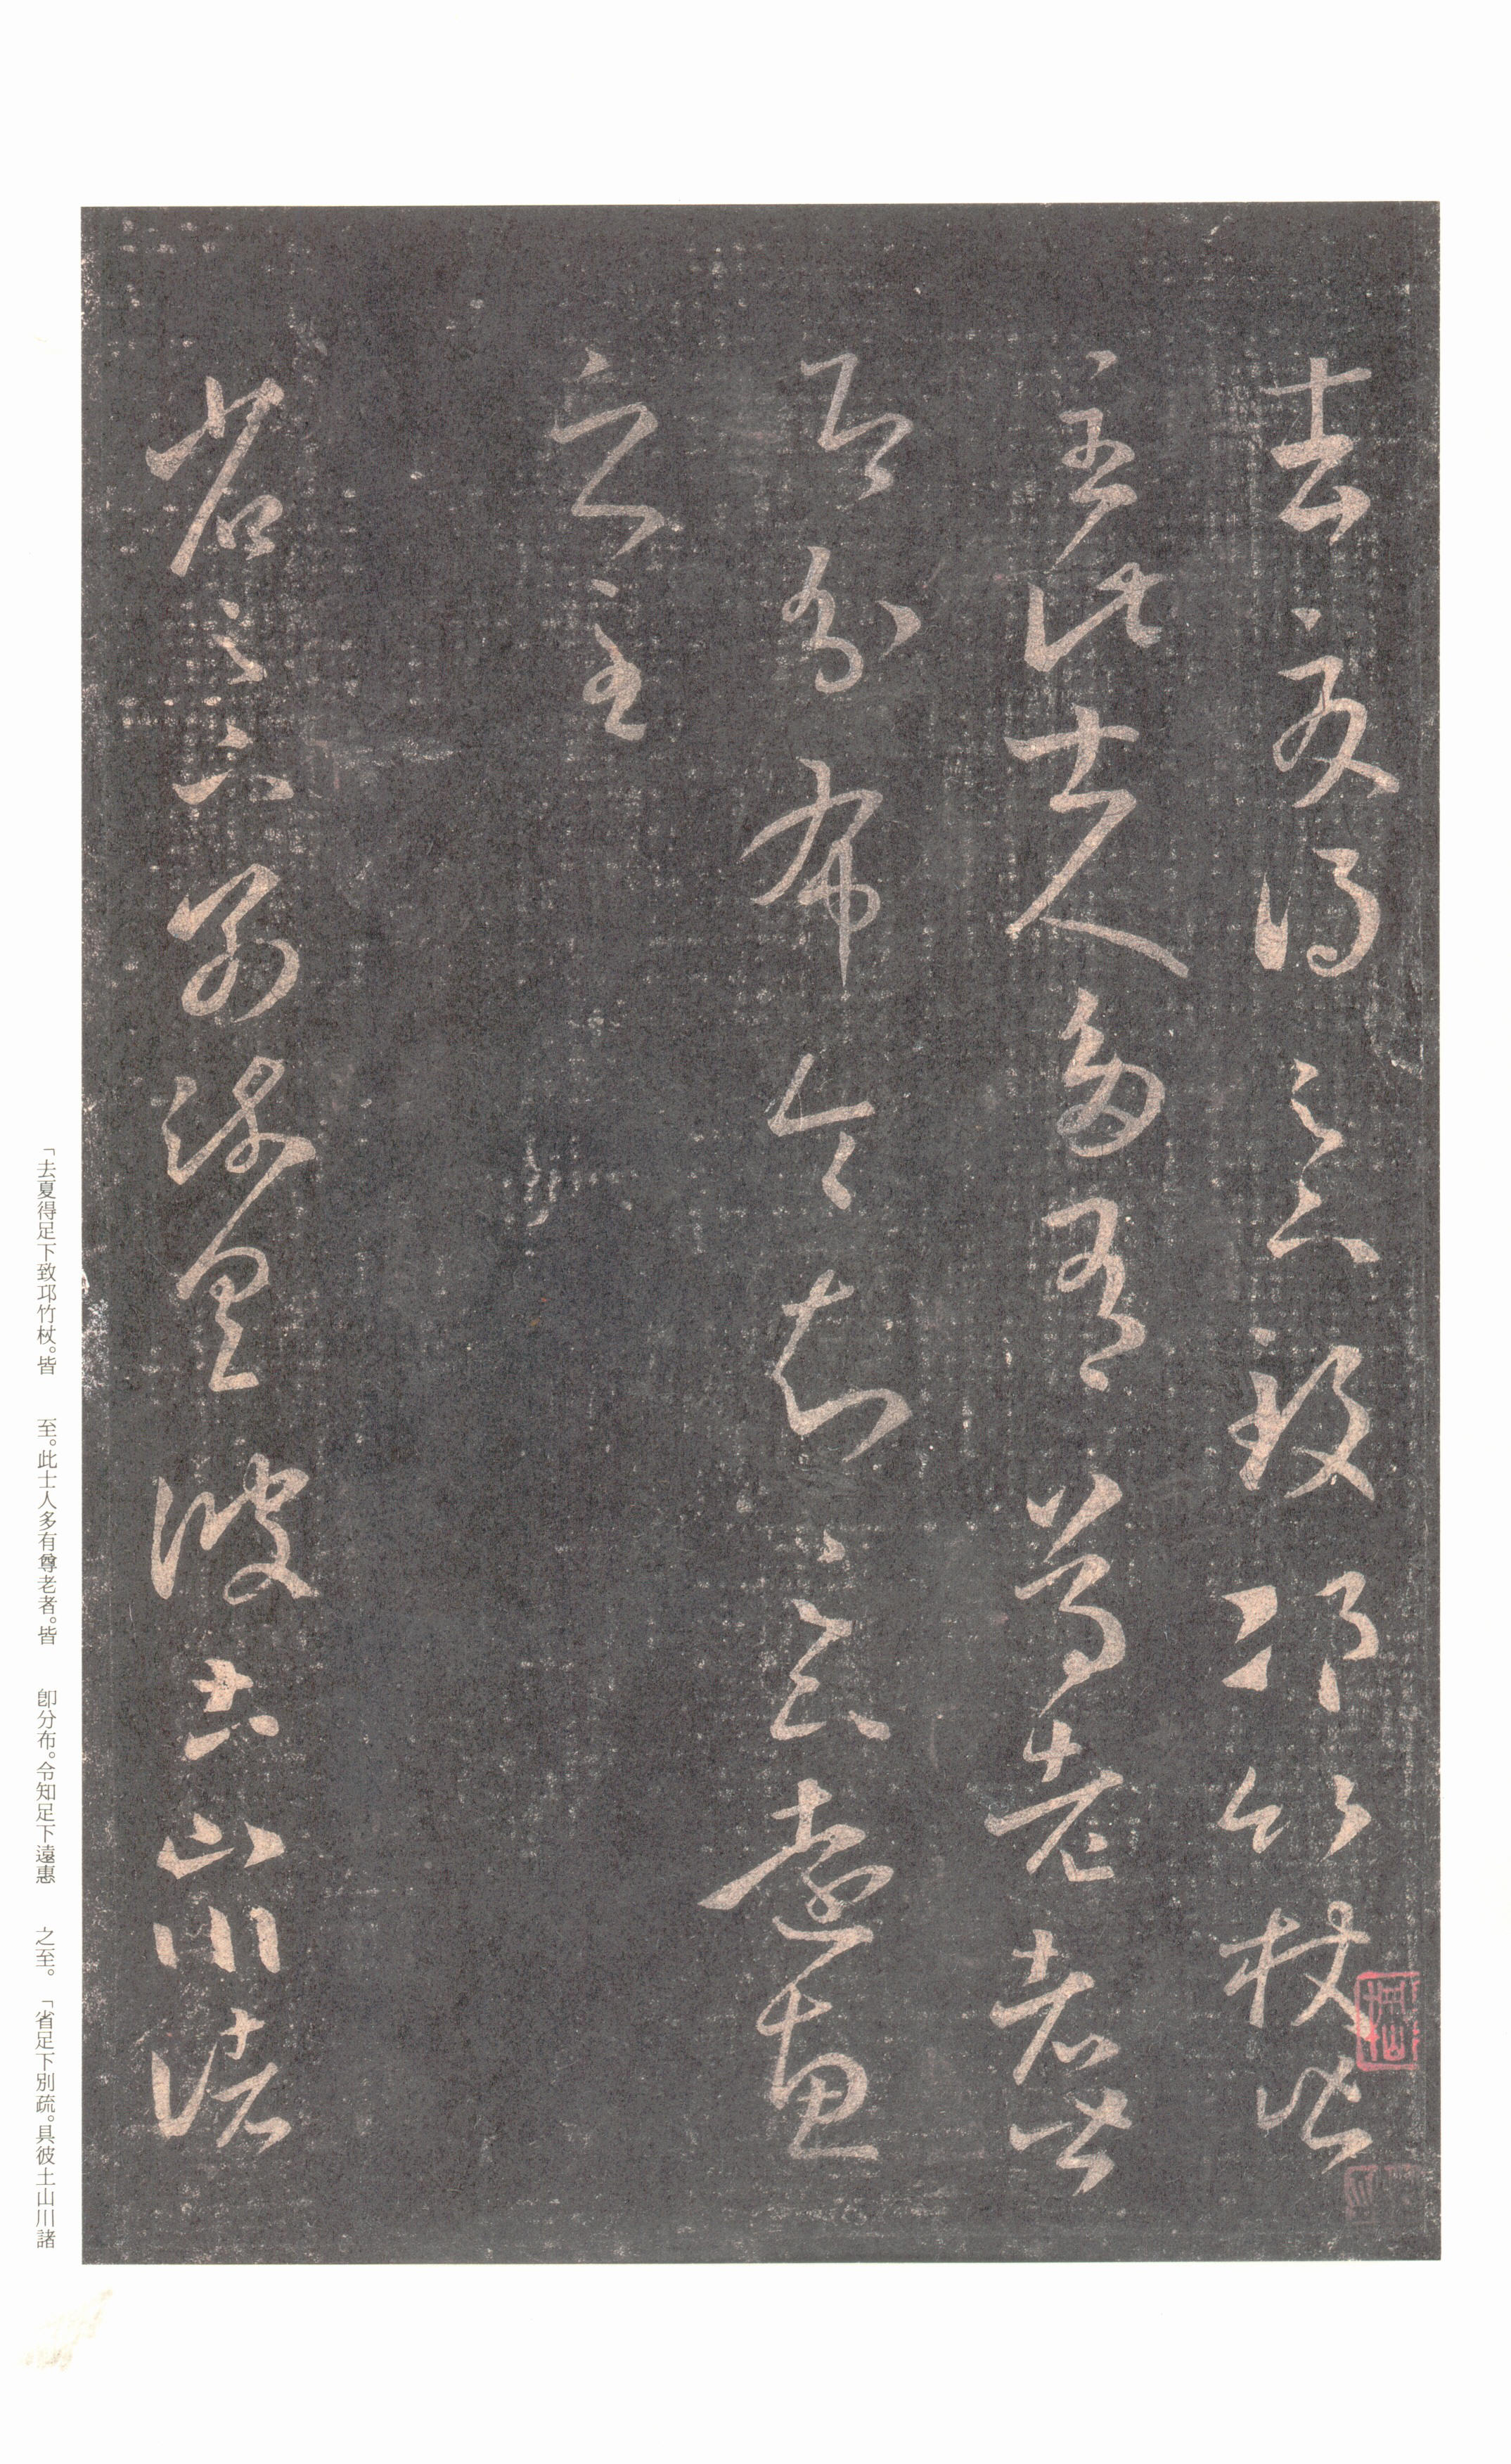 去夏得足下致邛竹杖皆
至此士人多有尊老者皆
即分布令知足下遠惠
之至
省足下別疏具彼土山川諸
「去夏得足下致邛竹杖。皆　至。此士人多有尊老者。皆　卽分布。令知足下遠惠　之至。　「省足下別疏。具彼土山川諸